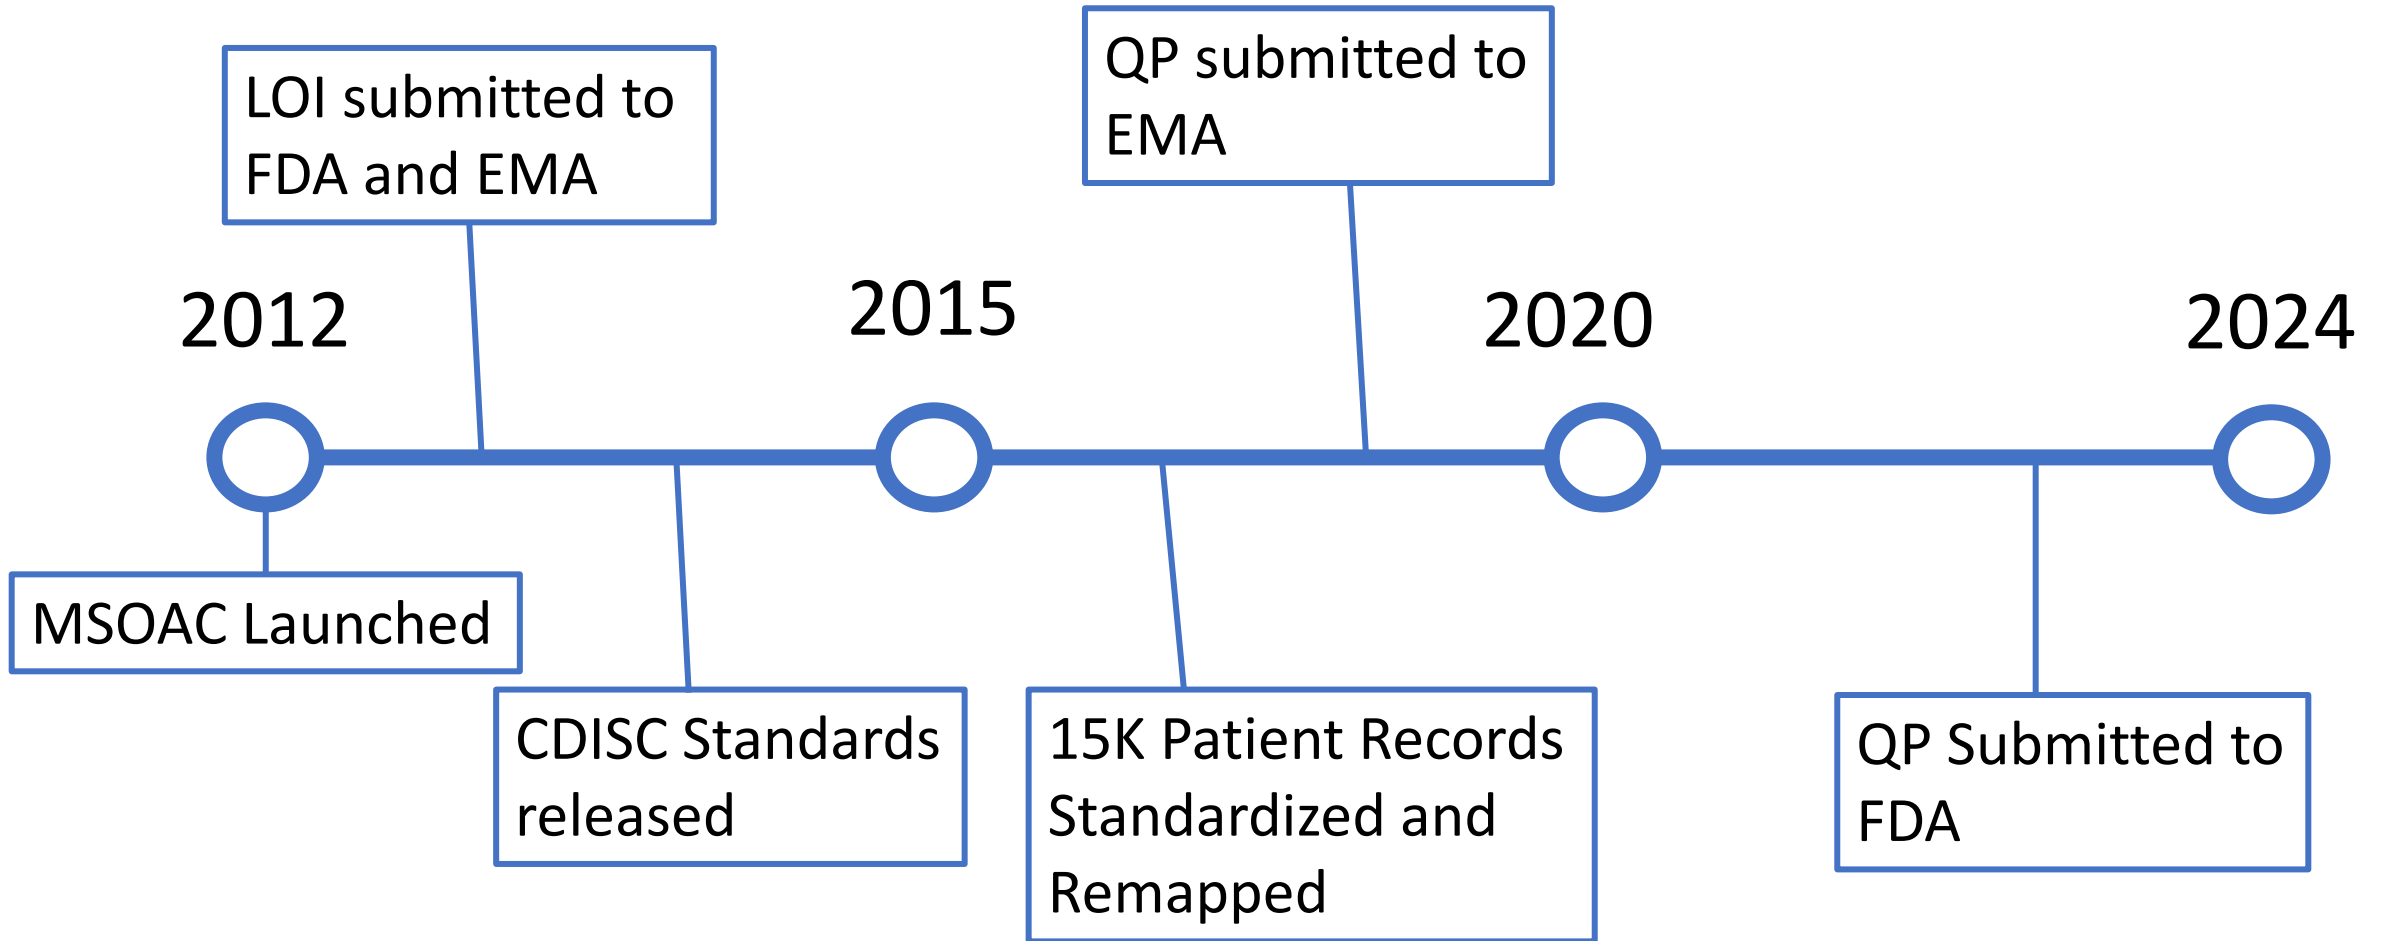 LOI submitted to
FDA and EMA
QP submitted to
EMA
2012
2015
2020
2024
MSOAC Launched
CDISC Standards
released
15K Patient Records
Standardized and
Remapped
QP Submitted to
FDA